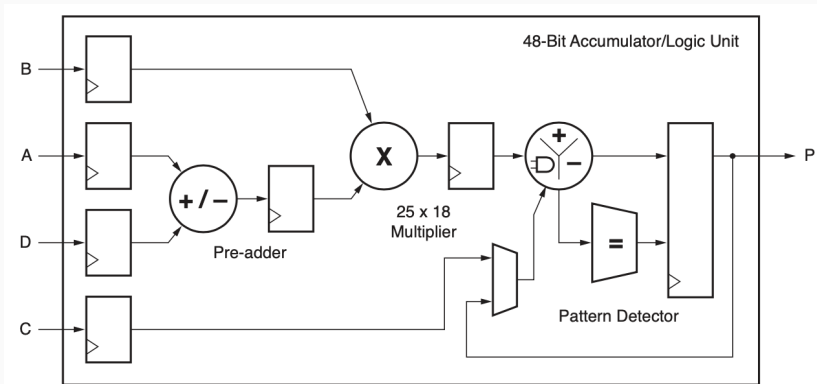 48-Bit Accumulator/Logic Unit
B
A
D
C
+/–
Pre-adder
X
25 x 18
Multiplier
+
–
=
Pattern Detector
P